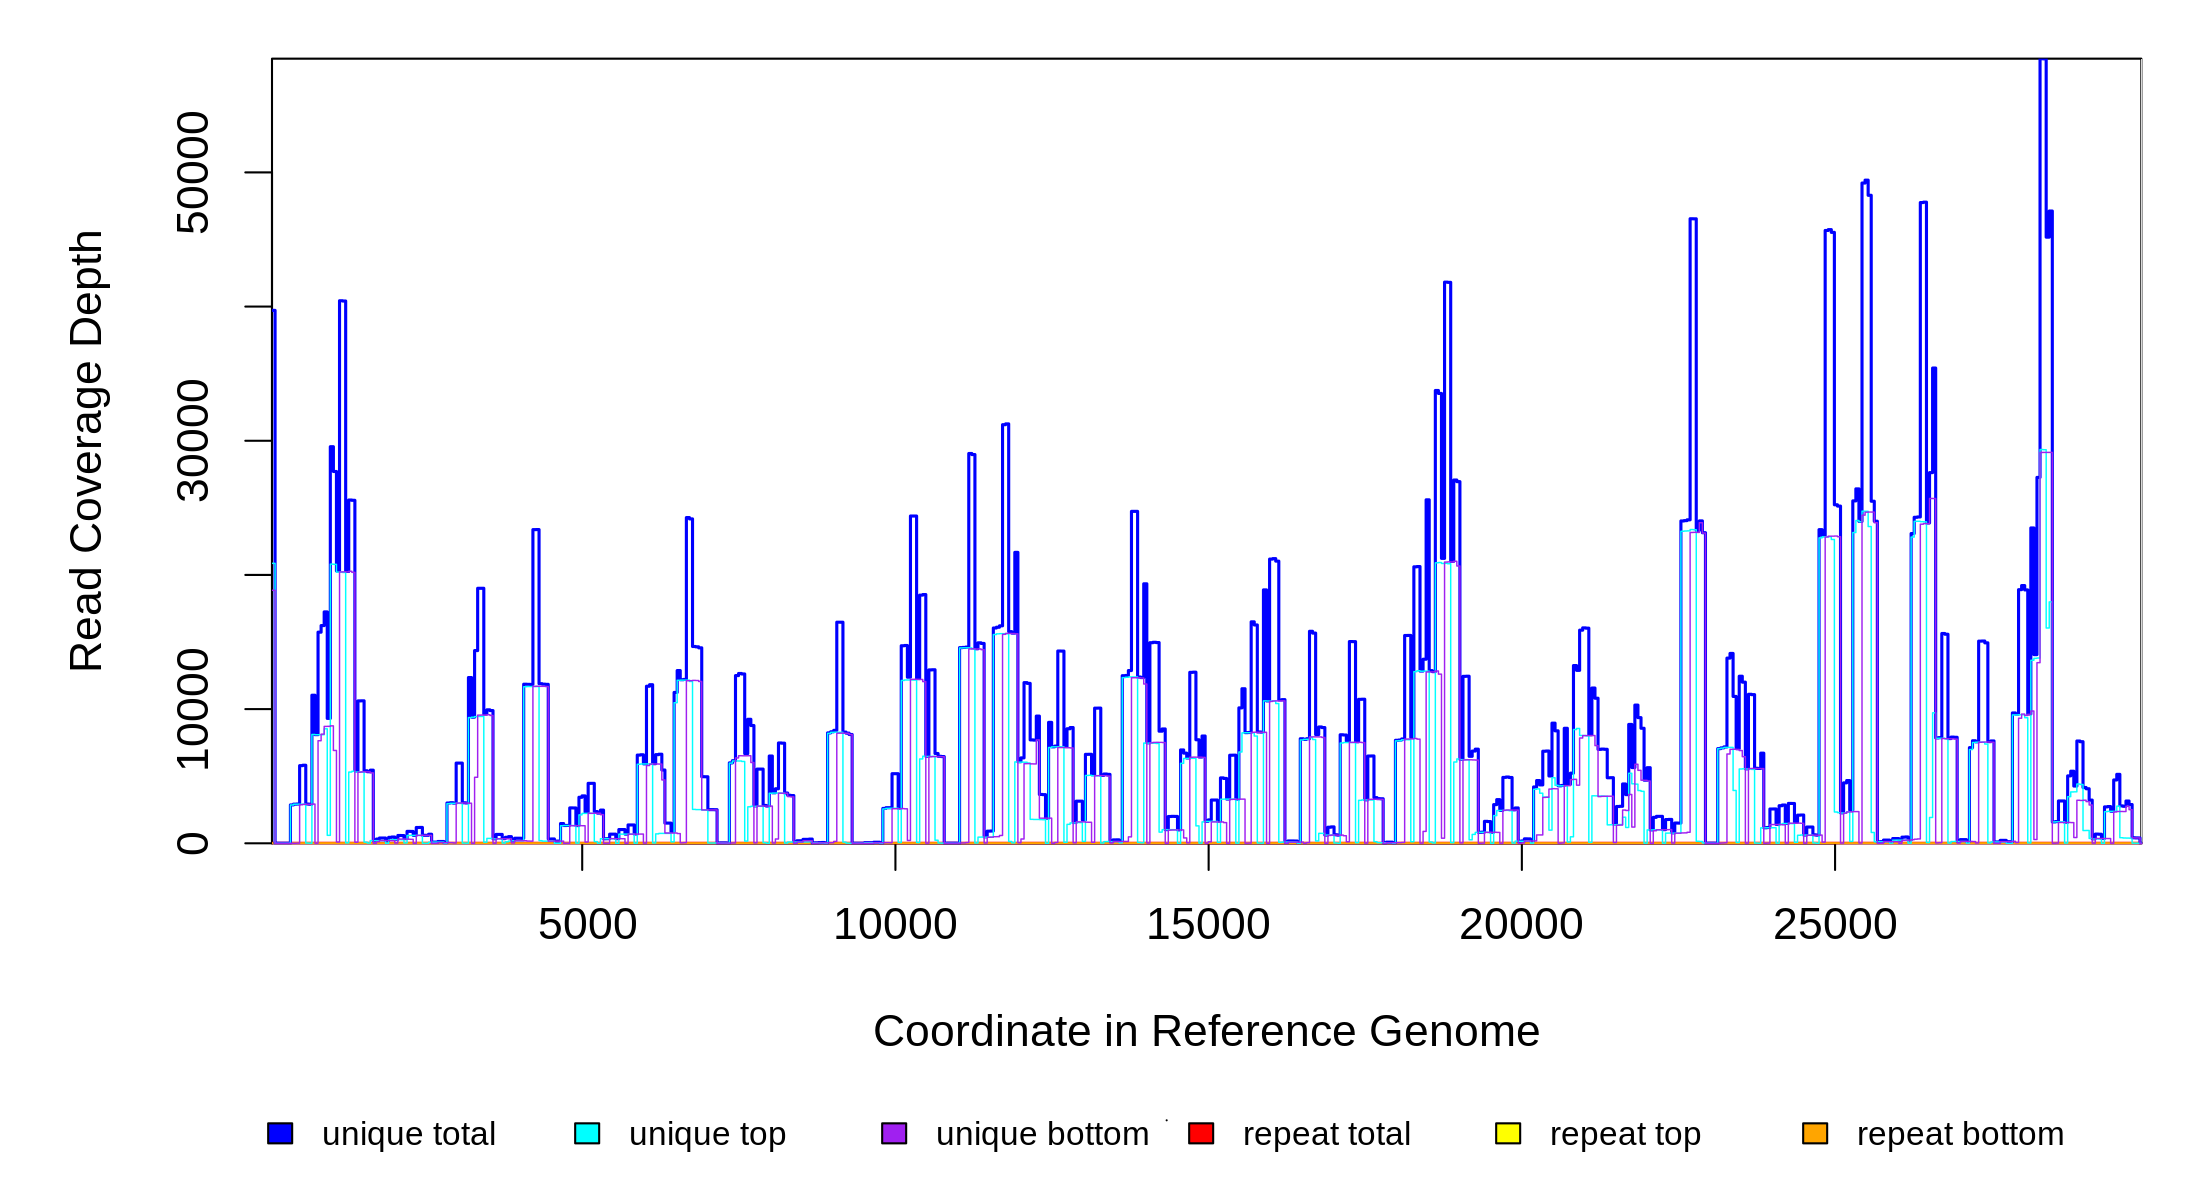 Read Coverage Depth
50000
30000
10000
0
5000 10000 15000 20000 25000
Coordinate in Reference Genome
unique total unique top unique bottom repeat total repeat top repeat bottom